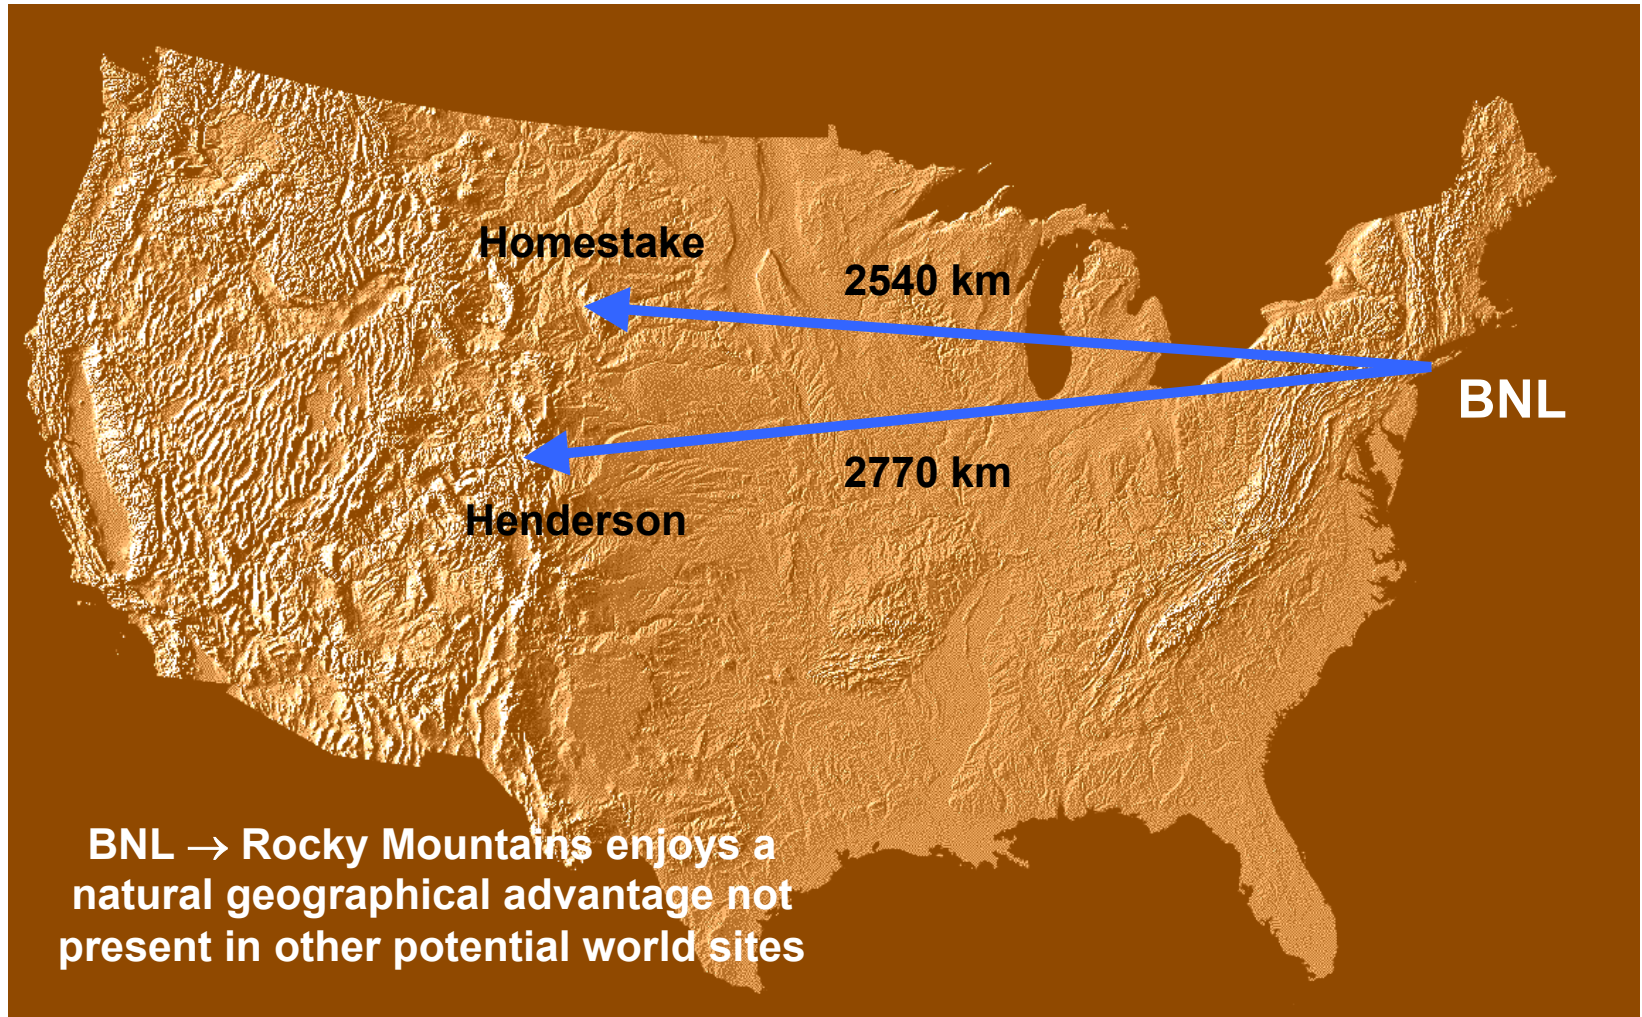 Homestake
2540 km
BNL
2770 km
Henderson
BNL → Rocky Mountains enjoys a
natural geographical advantage not
present in other potential world sites